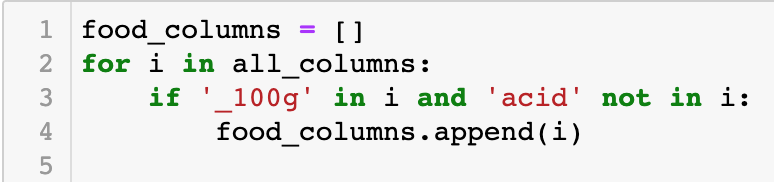 1 food_columns = []
2 for i in all_columns:
3     if '_100g' in i and 'acid' not in i:
4         food_columns.append(i)
5